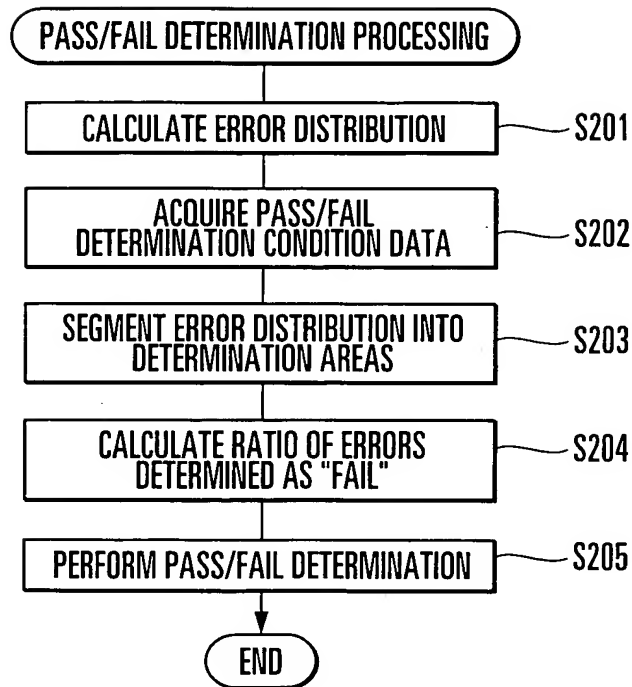 PASS/FAIL DETERMINATION PROCESSING
CALCULATE ERROR DISTRIBUTION
S201
ACQUIRE PASS/FAIL
DETERMINATION CONDITION DATA
S202
SEGMENT ERROR DISTRIBUTION INTO
DETERMINATION AREAS
S203
CALCULATE RATIO OF ERRORS
DETERMINED AS "FAIL"
S204
PERFORM PASS/FAIL DETERMINATION
S205
END